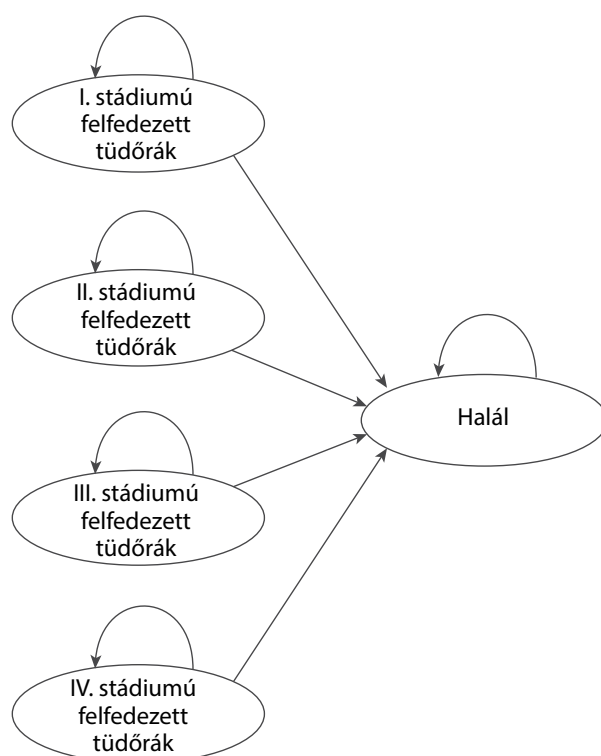 I. stádiumú
felfedezett
tüdőrák
II. stádiumú
felfedezett
tüdőrák
Halál
III. stádiumú
felfedezett
tüdőrák
IV. stádiumú
felfedezett
tüdőrák